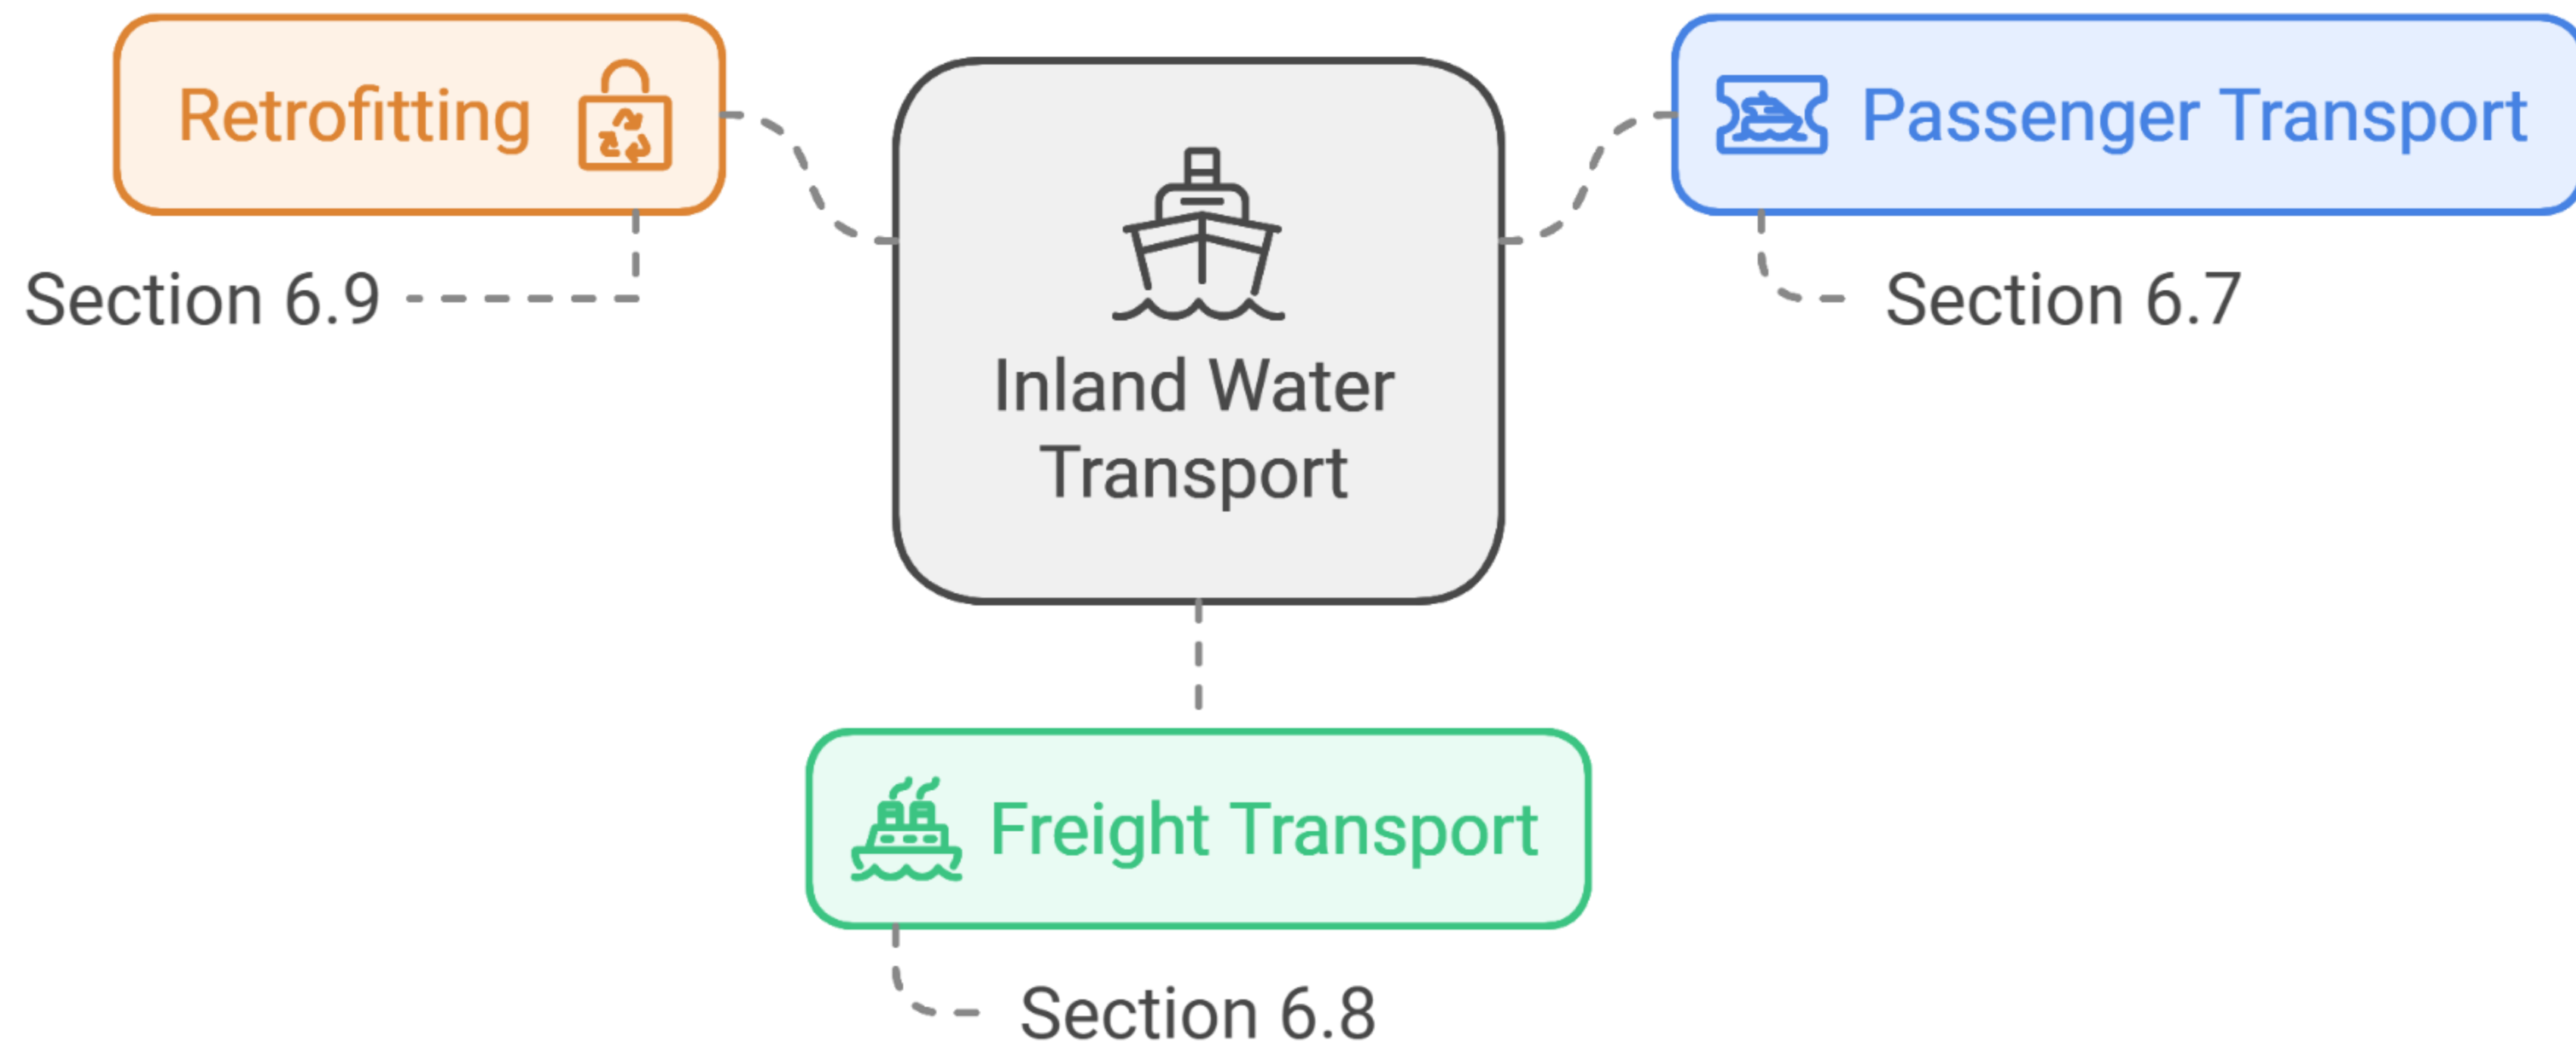 Retrofitting
Section 6.9
Inland Water
Transport
Passenger Transport
Section 6.7
Freight Transport
Section 6.8